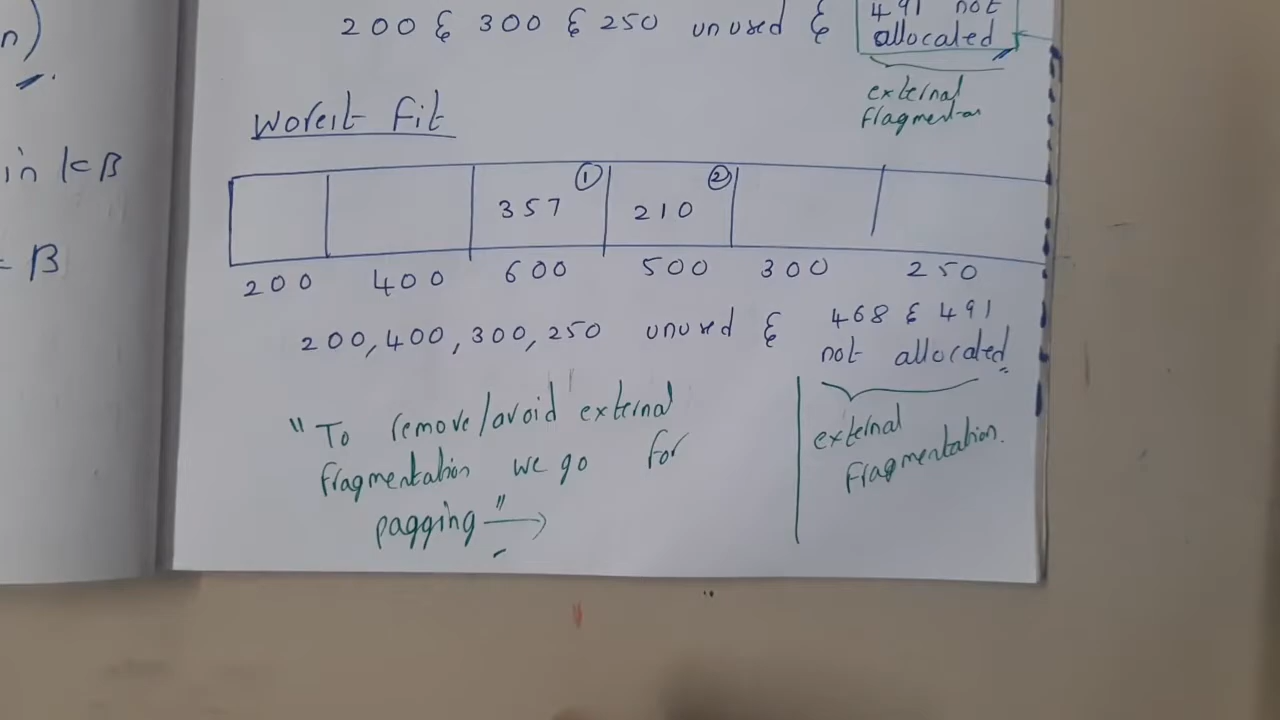 n)
in KB
= B
200 & 300 & 250 unused & 491 not allocated
external
fragment
Worst Fit
1 2
357 210
200 400 600 500 300 250
200, 400, 300, 250 unused & 468 & 491
not allocated
"To remove/avoid external
fragmentation we go for
pagging" →
external
fragmentation.